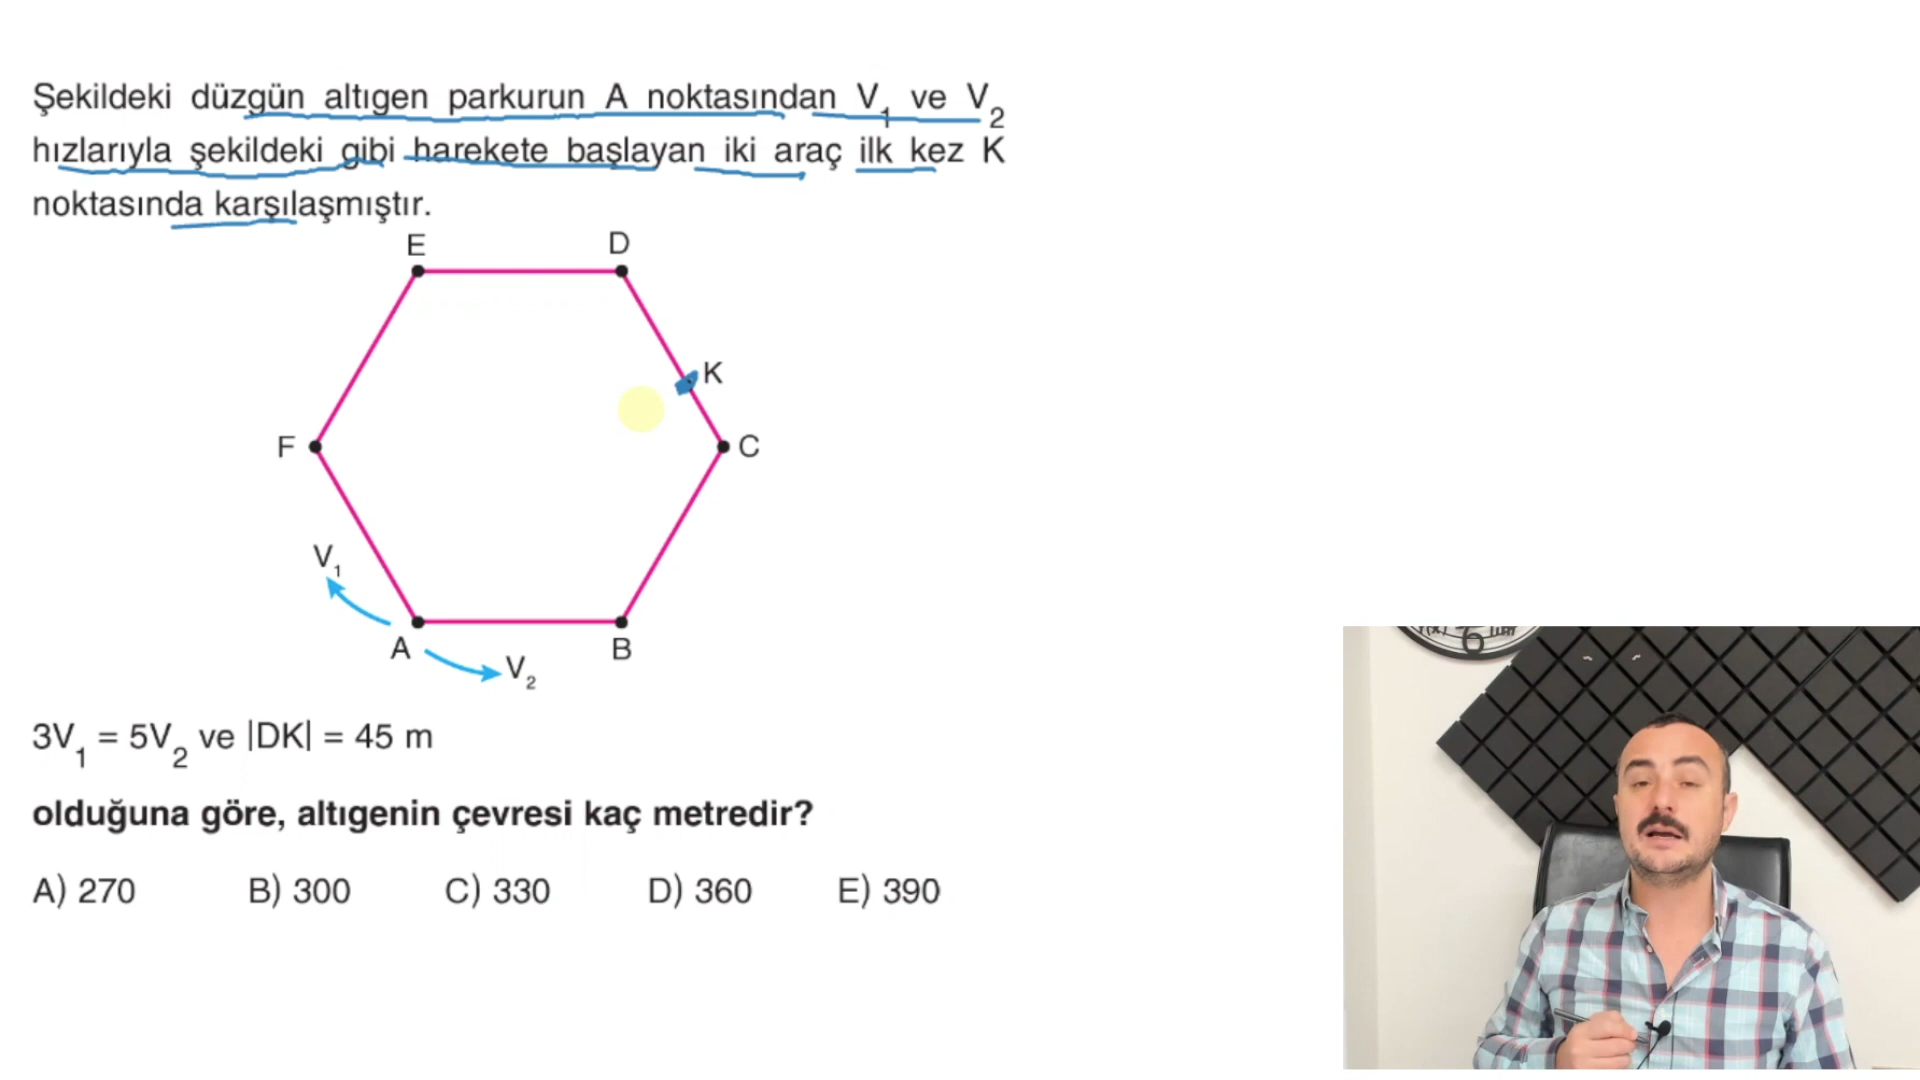 Şekildeki düzgün altıgen parkurun A noktasından V1 ve V2
hızlarıyla şekildeki gibi harekete başlayan iki araç ilk kez K
noktasında karşılaşmıştır.
E
D
K
F
C
V1
A
B
V2
3V1 = 5V2 ve |DK| = 45 m
olduğuna göre, altıgenin çevresi kaç metredir?
A) 270 B) 300 C) 330 D) 360 E) 390
6